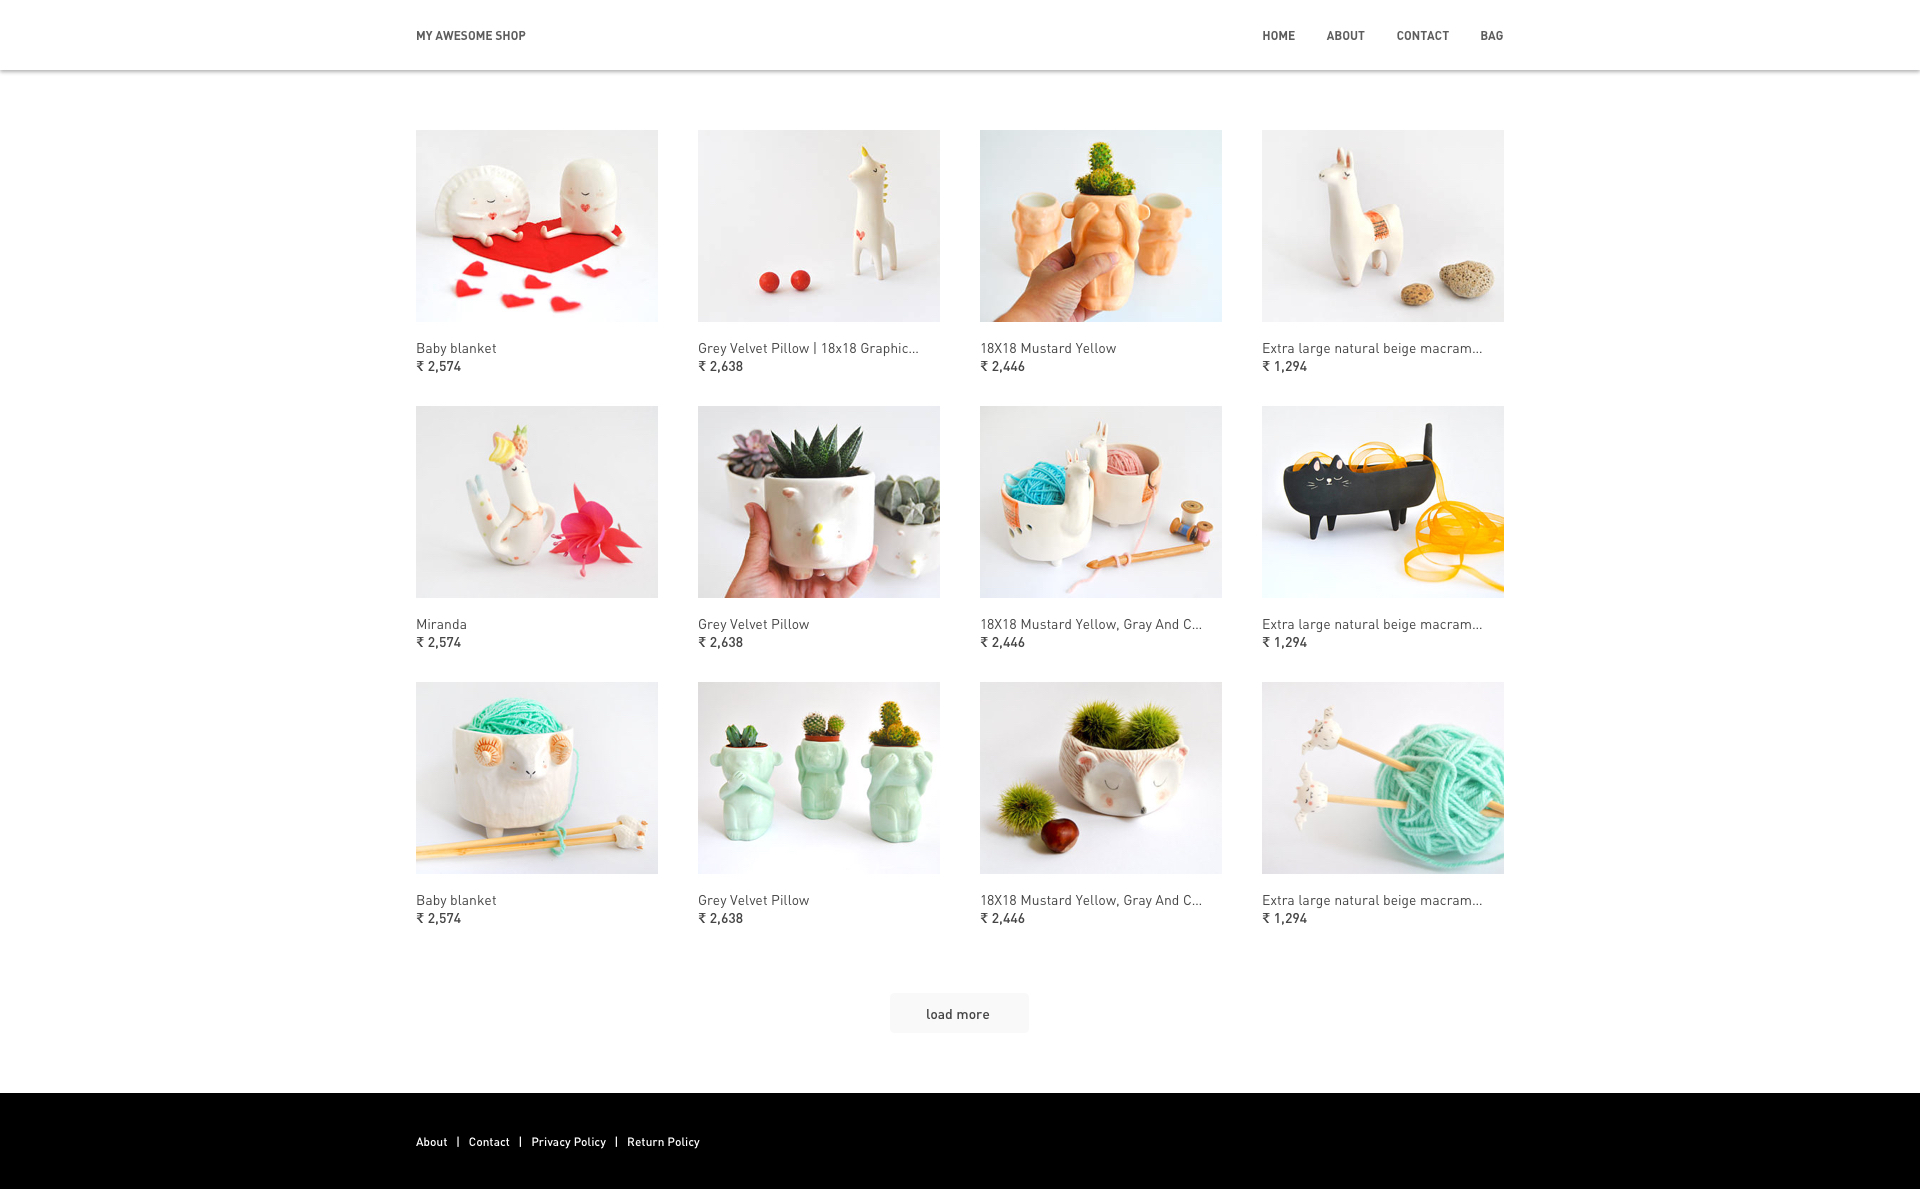 MY AWESOME SHOP
HOME ABOUT CONTACT BAG
Baby blanket
₹ 2,574
Grey Velvet Pillow | 18x18 Graphic...
₹ 2,638
18X18 Mustard Yellow
₹ 2,446
Extra large natural beige macram...
₹ 1,294
Miranda
₹ 2,574
Grey Velvet Pillow
₹ 2,638
18X18 Mustard Yellow, Gray And C...
₹ 2,446
Extra large natural beige macram...
₹ 1,294
Baby blanket
₹ 2,574
Grey Velvet Pillow
₹ 2,638
18X18 Mustard Yellow, Gray And C...
₹ 2,446
Extra large natural beige macram...
₹ 1,294
load more
About | Contact | Privacy Policy | Return Policy